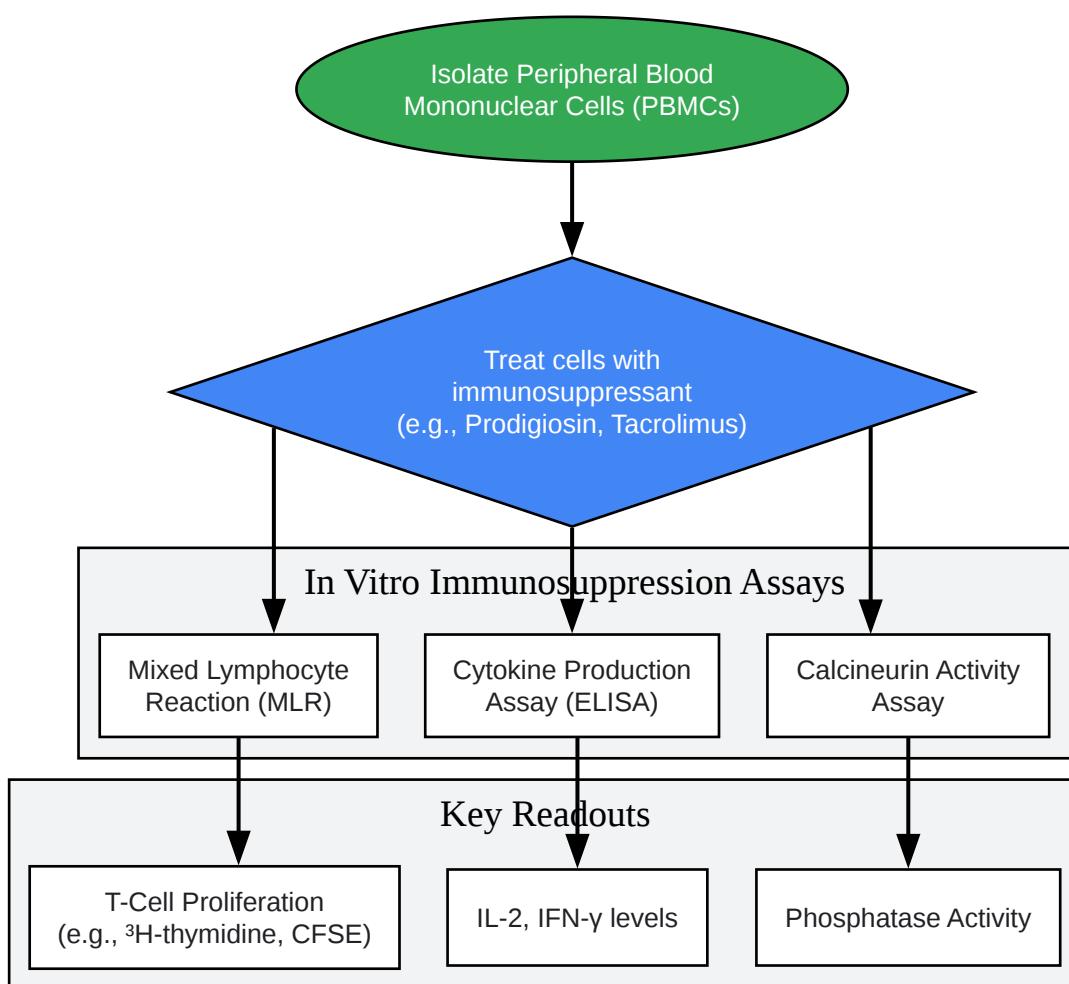 Isolate Peripheral Blood
Mononuclear Cells (PBMCs)
Treat cells with
immunosuppressant
(e.g., Prodigiosin, Tacrolimus)
In Vitro Immunosuppression Assays
Mixed Lymphocyte
Reaction (MLR)
Cytokine Production
Assay (ELISA)
Calcineurin Activity
Assay
Key Readouts
T-Cell Proliferation
(e.g., ³H-thymidine, CFSE)
IL-2, IFN-γ levels
Phosphatase Activity